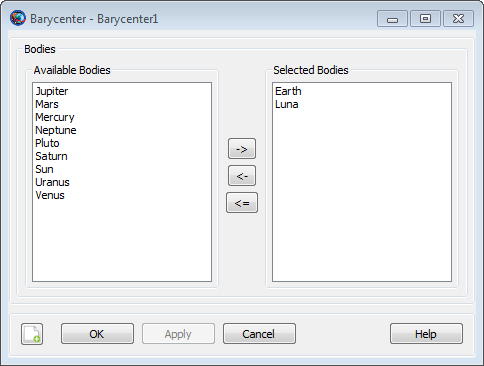 Barycenter - Barycenter1
Bodies
Available Bodies
Jupiter
Mars
Mercury
Neptune
Pluto
Saturn
Sun
Uranus
Venus
->
<-
<=
Selected Bodies
Earth
Luna
OK
Apply
Cancel
Help